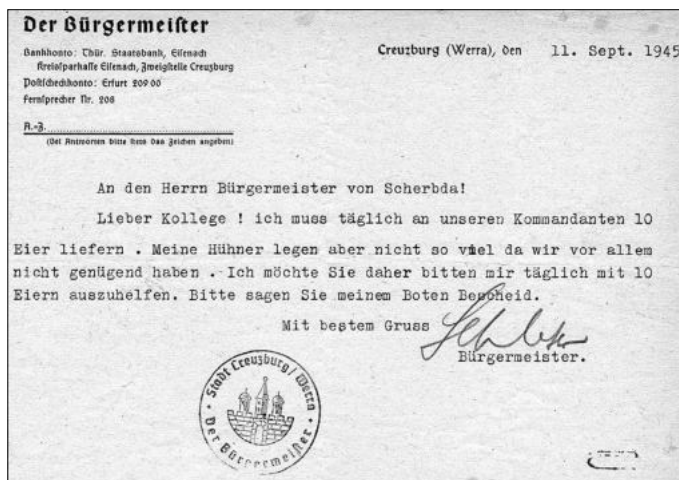 Der Bürgermeister
Bankkonto: Thür. Staatsbank, Eisenach
Kreissparkasse Eisenach, Zweigstelle Creuzburg
Postscheckkonto: Erfurt 209 00
Fernsprecher Nr. 208
A.-Z.
(Bei Antworten bitte stets das Zeichen angeben)
Creuzburg (Werra), den 11. Sept. 1945
An den Herrn Bürgermeister von Scherbda!
Lieber Kollege ! ich muss täglich an unseren Kommandanten 10
Eier liefern . Meine Hühner legen aber nicht so viel da wir vor allem
nicht genügend haben .- Ich möchte Sie daher bitten mir täglich mit 10
Eiern auszuhelfen. Bitte sagen Sie meinem Boten Bescheid.
Mit bestem Gruss
Bürgermeister.
Stadt Creuzburg/Werra
Der Bürgermeister